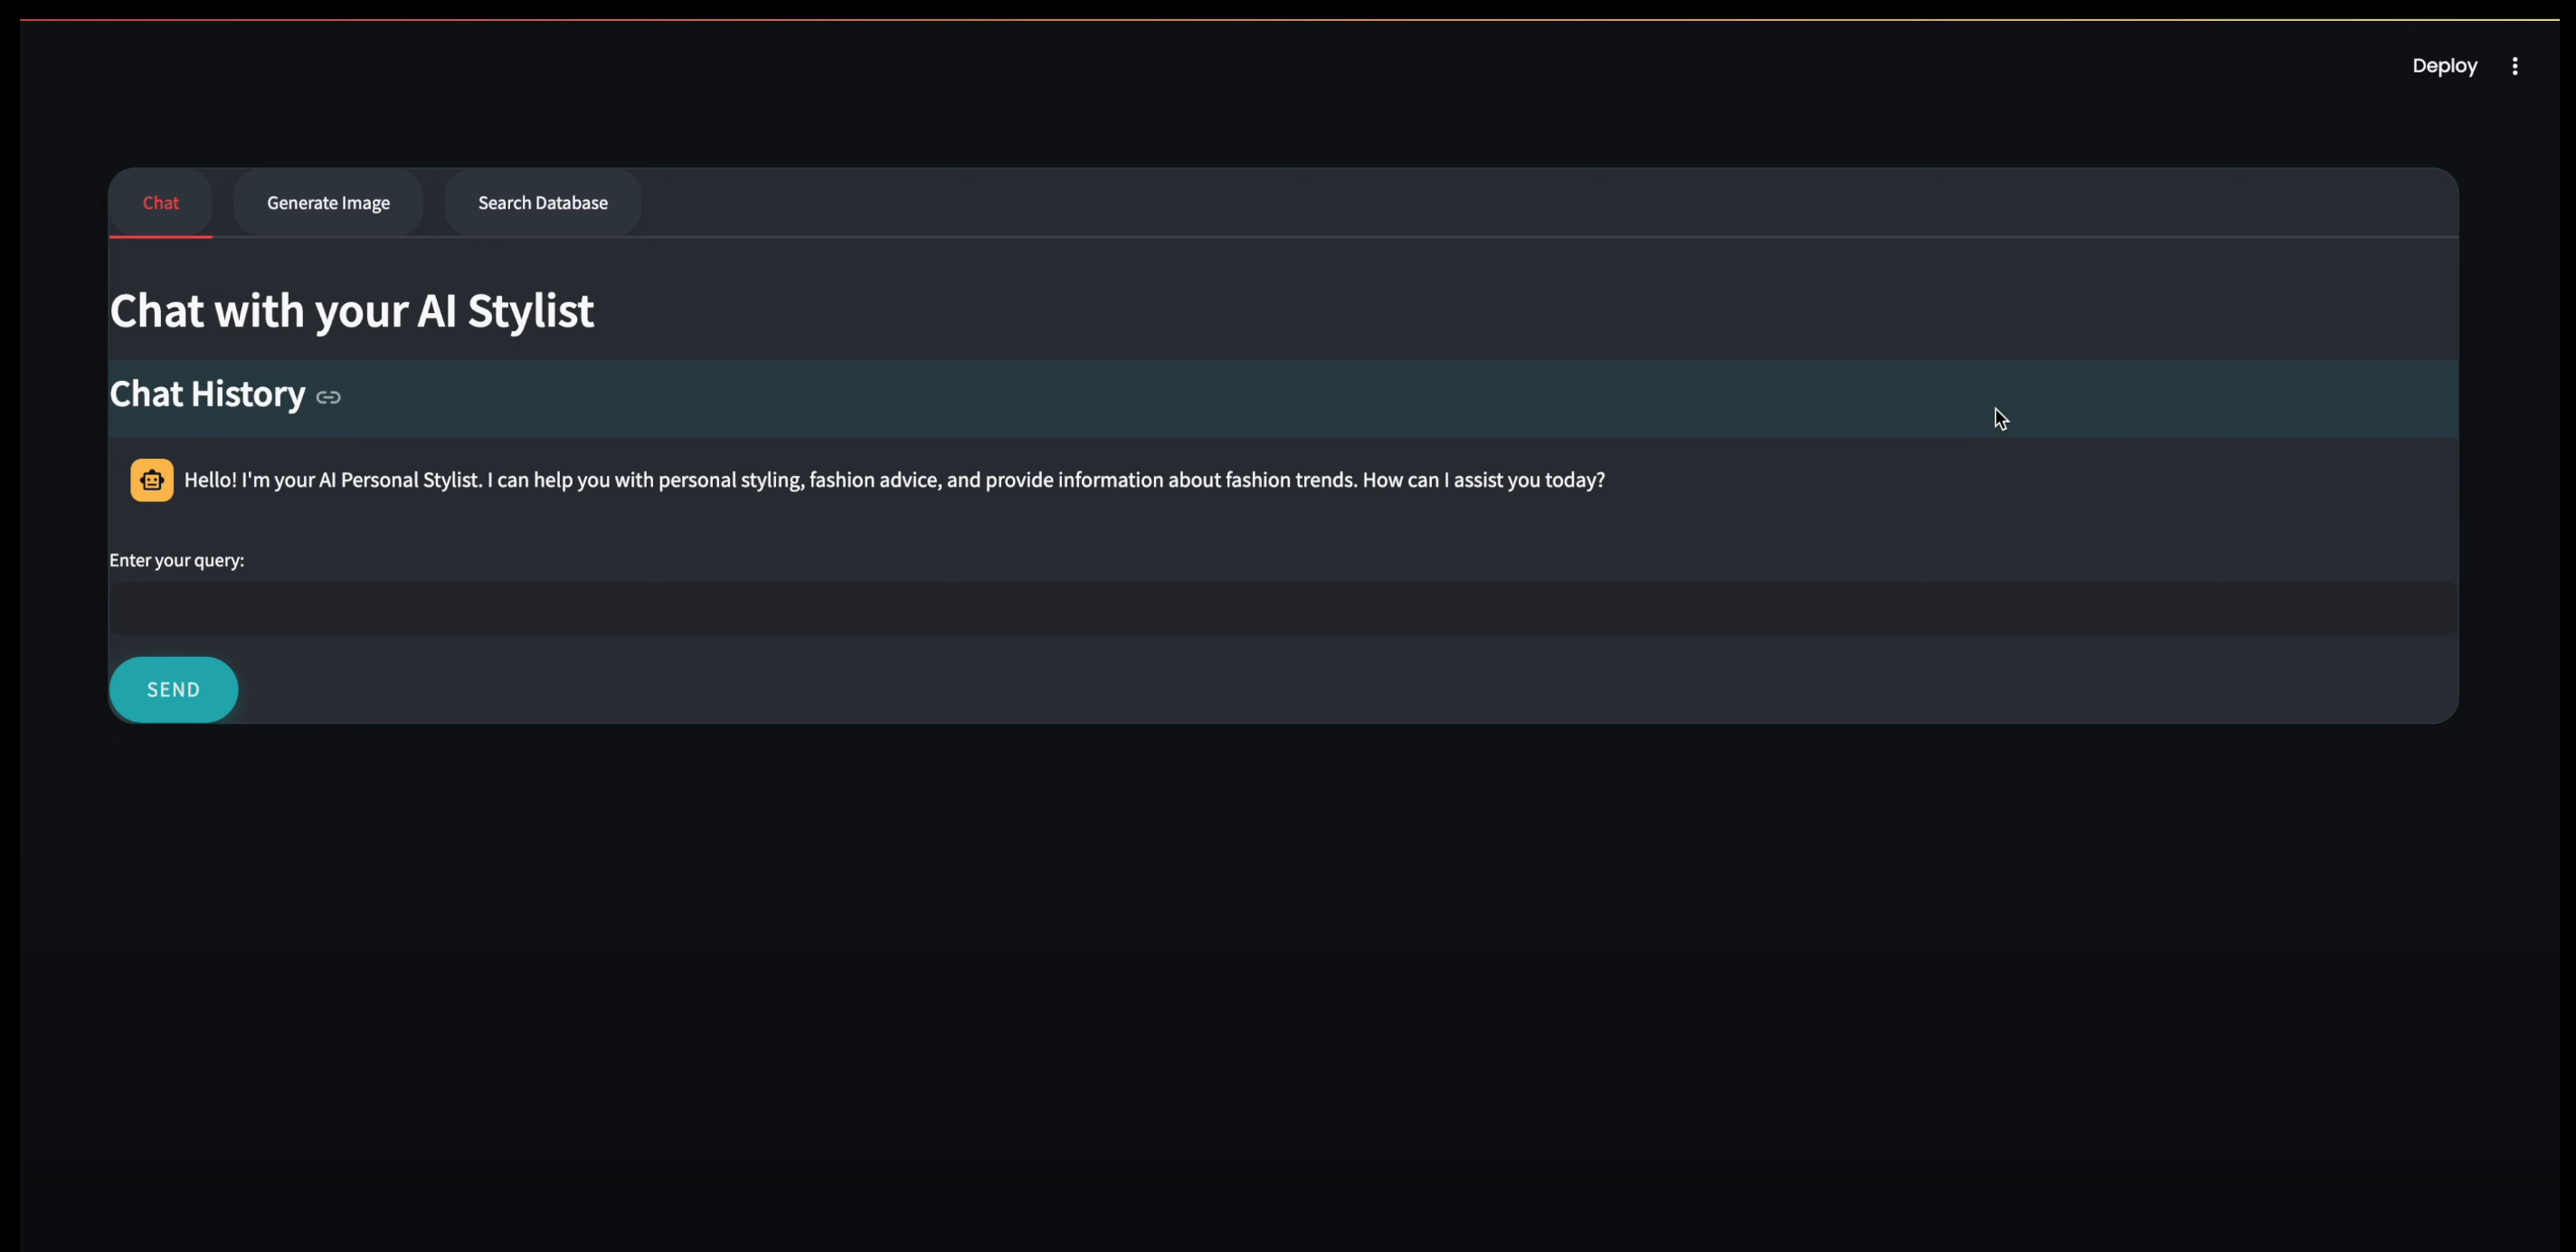 Deploy
Chat
Generate Image
Search Database
Chat with your AI Stylist
Chat History
Hello! I'm your AI Personal Stylist. I can help you with personal styling, fashion advice, and provide information about fashion trends. How can I assist you today?
Enter your query:
SEND